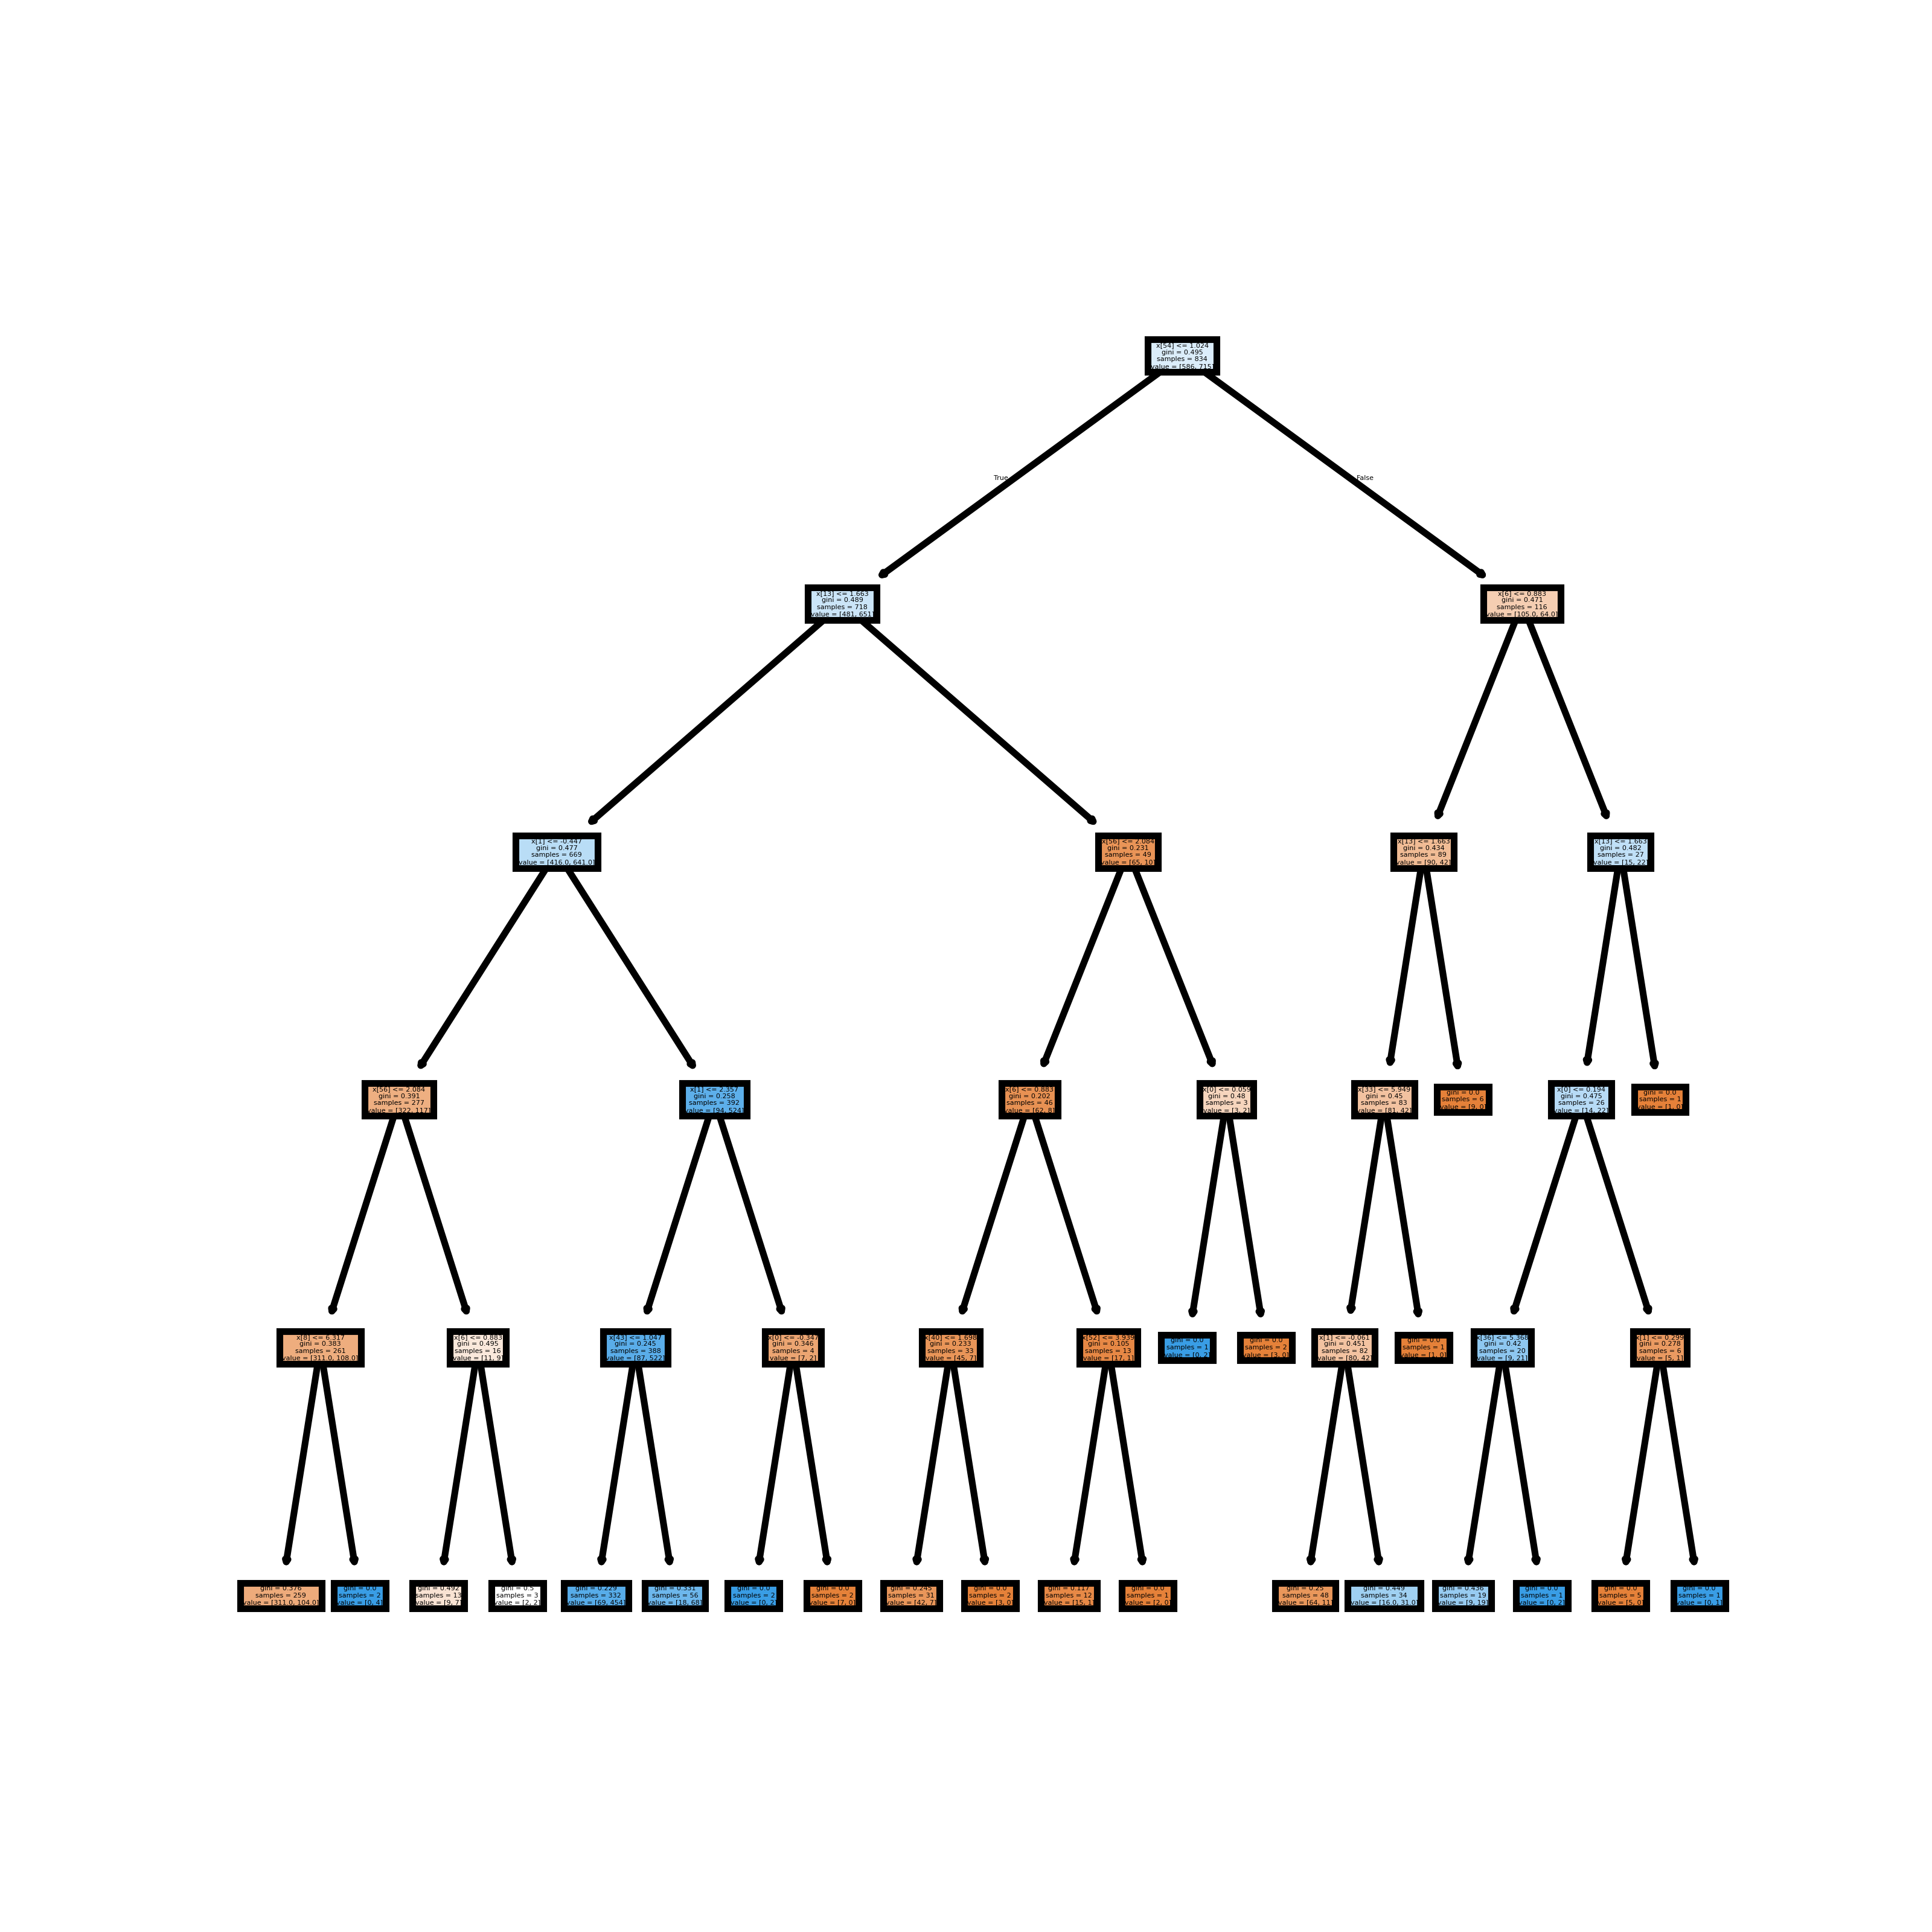 x[54] <= 1.024
gini = 0.495
samples = 834
value = [586, 715]
True
False
x[13] <= 1.663
gini = 0.489
samples = 718
value = [481, 651]
x[6] <= 0.883
gini = 0.471
samples = 116
value = [105.0, 64.0]
x[1] <= -0.447
gini = 0.477
samples = 669
value = [416.0, 641.0]
x[56] <= 2.084
gini = 0.231
samples = 49
value = [65, 10]
x[13] <= 1.663
gini = 0.434
samples = 89
value = [90, 42]
x[13] <= 1.663
gini = 0.482
samples = 27
value = [15, 22]
x[56] <= 2.084
gini = 0.391
samples = 277
value = [322, 117]
x[1] <= 2.357
gini = 0.258
samples = 392
value = [94, 524]
x[6] <= 0.883
gini = 0.202
samples = 46
value = [62, 8]
x[0] <= 0.059
gini = 0.48
samples = 3
value = [3, 2]
x[33] <= 5.949
gini = 0.45
samples = 83
value = [81, 42]
gini = 0.0
samples = 6
value = [9, 0]
x[0] <= 0.194
gini = 0.475
samples = 26
value = [14, 22]
gini = 0.0
samples = 1
value = [1, 0]
x[8] <= 6.317
gini = 0.383
samples = 261
value = [311.0, 108.0]
x[6] <= 0.883
gini = 0.495
samples = 16
value = [11, 9]
x[43] <= 1.047
gini = 0.245
samples = 388
value = [87, 522]
x[0] <= -0.347
gini = 0.346
samples = 4
value = [7, 2]
x[40] <= 1.698
gini = 0.233
samples = 33
value = [45, 7]
x[52] <= 3.939
gini = 0.105
samples = 13
value = [17, 1]
gini = 0.0
samples = 1
value = [0, 2]
gini = 0.0
samples = 2
value = [3, 0]
x[1] <= -0.061
gini = 0.451
samples = 82
value = [80, 42]
gini = 0.0
samples = 1
value = [1, 0]
x[36] <= 5.368
gini = 0.42
samples = 20
value = [9, 21]
x[1] <= 0.299
gini = 0.278
samples = 6
value = [5, 1]
gini = 0.376
samples = 259
value = [311.0, 104.0]
gini = 0.0
samples = 2
value = [0, 4]
gini = 0.492
samples = 13
value = [9, 7]
gini = 0.5
samples = 3
value = [2, 2]
gini = 0.229
samples = 332
value = [69, 454]
gini = 0.331
samples = 56
value = [18, 68]
gini = 0.0
samples = 2
value = [0, 2]
gini = 0.0
samples = 2
value = [7, 0]
gini = 0.245
samples = 31
value = [42, 7]
gini = 0.0
samples = 2
value = [3, 0]
gini = 0.117
samples = 12
value = [15, 1]
gini = 0.0
samples = 1
value = [2, 0]
gini = 0.25
samples = 48
value = [64, 11]
gini = 0.449
samples = 34
value = [16.0, 31.0]
gini = 0.436
samples = 19
value = [9, 19]
gini = 0.0
samples = 1
value = [0, 2]
gini = 0.0
samples = 5
value = [5, 0]
gini = 0.0
samples = 1
value = [0, 1]